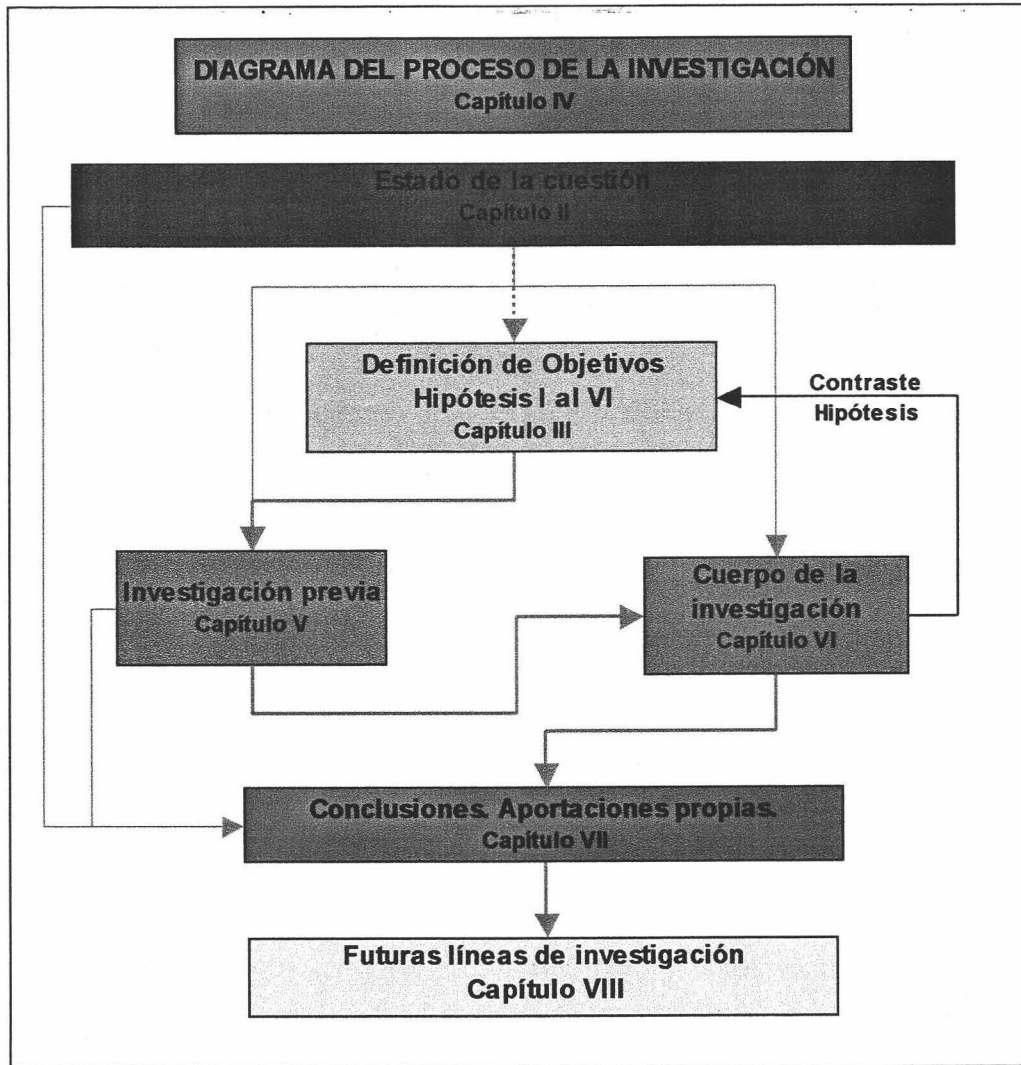 DIAGRAMA DEL PROCESO DE LA INVESTIGACIÓN
Capítulo IV
Estado de la cuestión
Capítulo II
Definición de Objetivos
Hipótesis I al VI
Capítulo III
Contraste
Hipótesis
Investigación previa
Capítulo V
Cuerpo de la
investigación
Capítulo VI
Conclusiones. Aportaciones propias.
Capítulo VII
Futuras líneas de investigación
Capítulo VIII